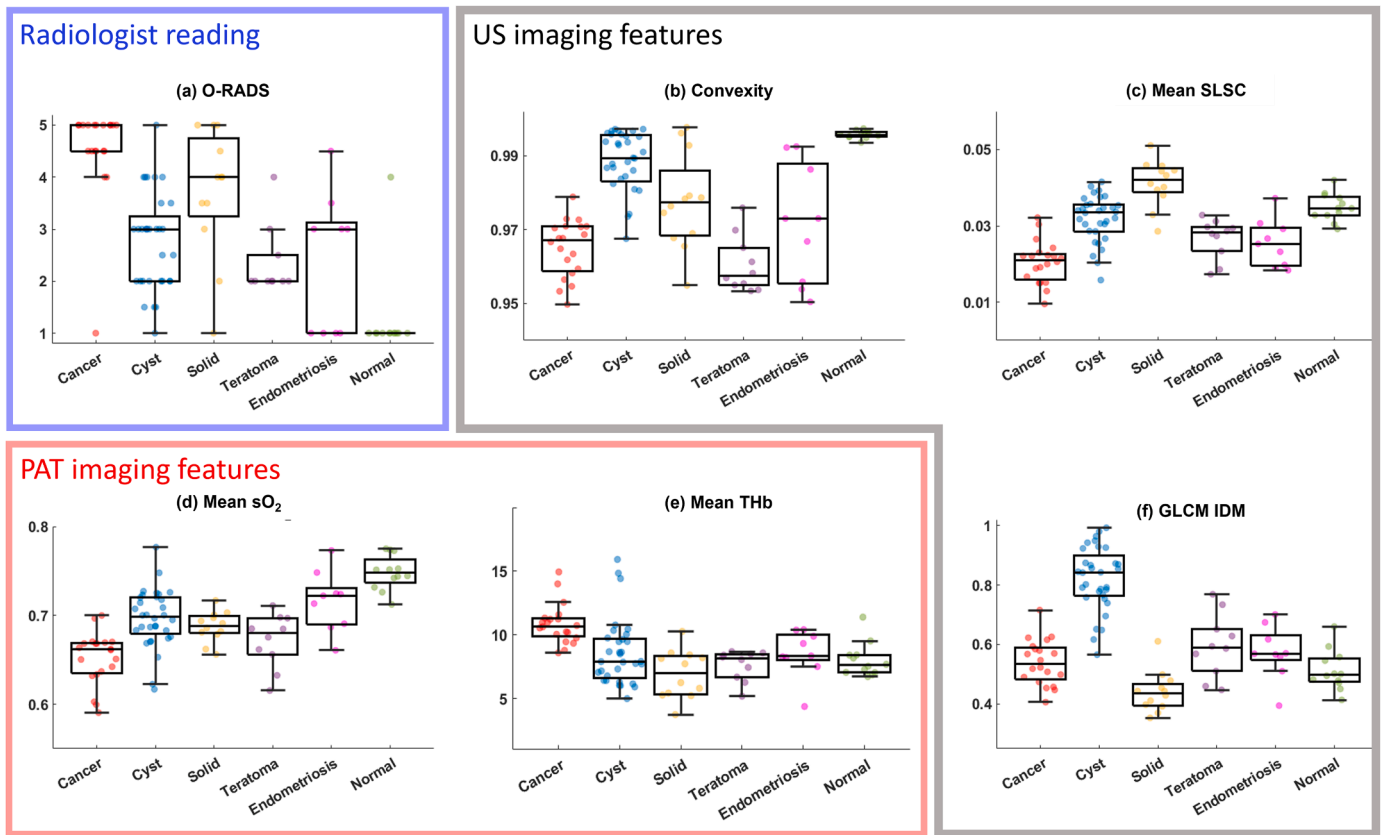 Radiologist reading
(a) O-RADS
5
4
3
2
1
Cancer
Cyst
Solid
Teratoma
Endometriosis
Normal
US imaging features
(b) Convexity
0.99
0.97
0.95
Cancer
Cyst
Solid
Teratoma
Endometriosis
Normal
(c) Mean SLSC
0.05
0.03
0.01
Cancer
Cyst
Solid
Teratoma
Endometriosis
Normal
PAT imaging features
(d) Mean sO₂
0.8
0.7
0.6
Cancer
Cyst
Solid
Teratoma
Endometriosis
Normal
(e) Mean THb
20
15
10
5
Cancer
Cyst
Solid
Teratoma
Endometriosis
Normal
(f) GLCM IDM
1
0.8
0.6
0.4
Cancer
Cyst
Solid
Teratoma
Endometriosis
Normal